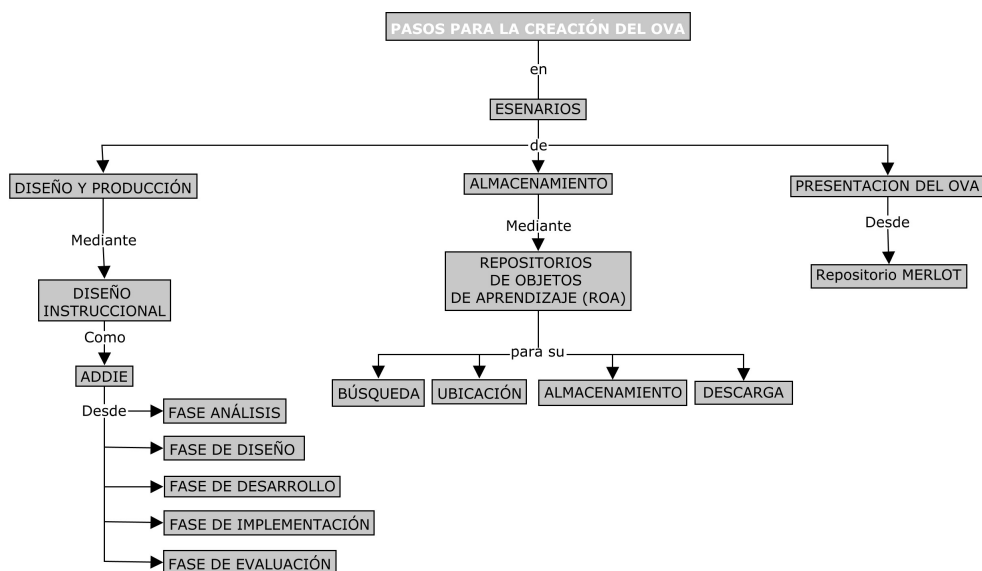 PASOS PARA LA CREACIÓN DEL OVA
en
ESENARIOS
de
DISEÑO Y PRODUCCIÓN
ALMACENAMIENTO
PRESENTACION DEL OVA
Mediante
Mediante
Desde
DISEÑO
INSTRUCCIONAL
REPOSITORIOS
DE OBJETOS
DE APRENDIZAJE (ROA)
Repositorio MERLOT
Como
para su
ADDIE
BÚSQUEDA
UBICACIÓN
ALMACENAMIENTO
DESCARGA
Desde
FASE ANÁLISIS
FASE DE DISEÑO
FASE DE DESARROLLO
FASE DE IMPLEMENTACIÓN
FASE DE EVALUACIÓN